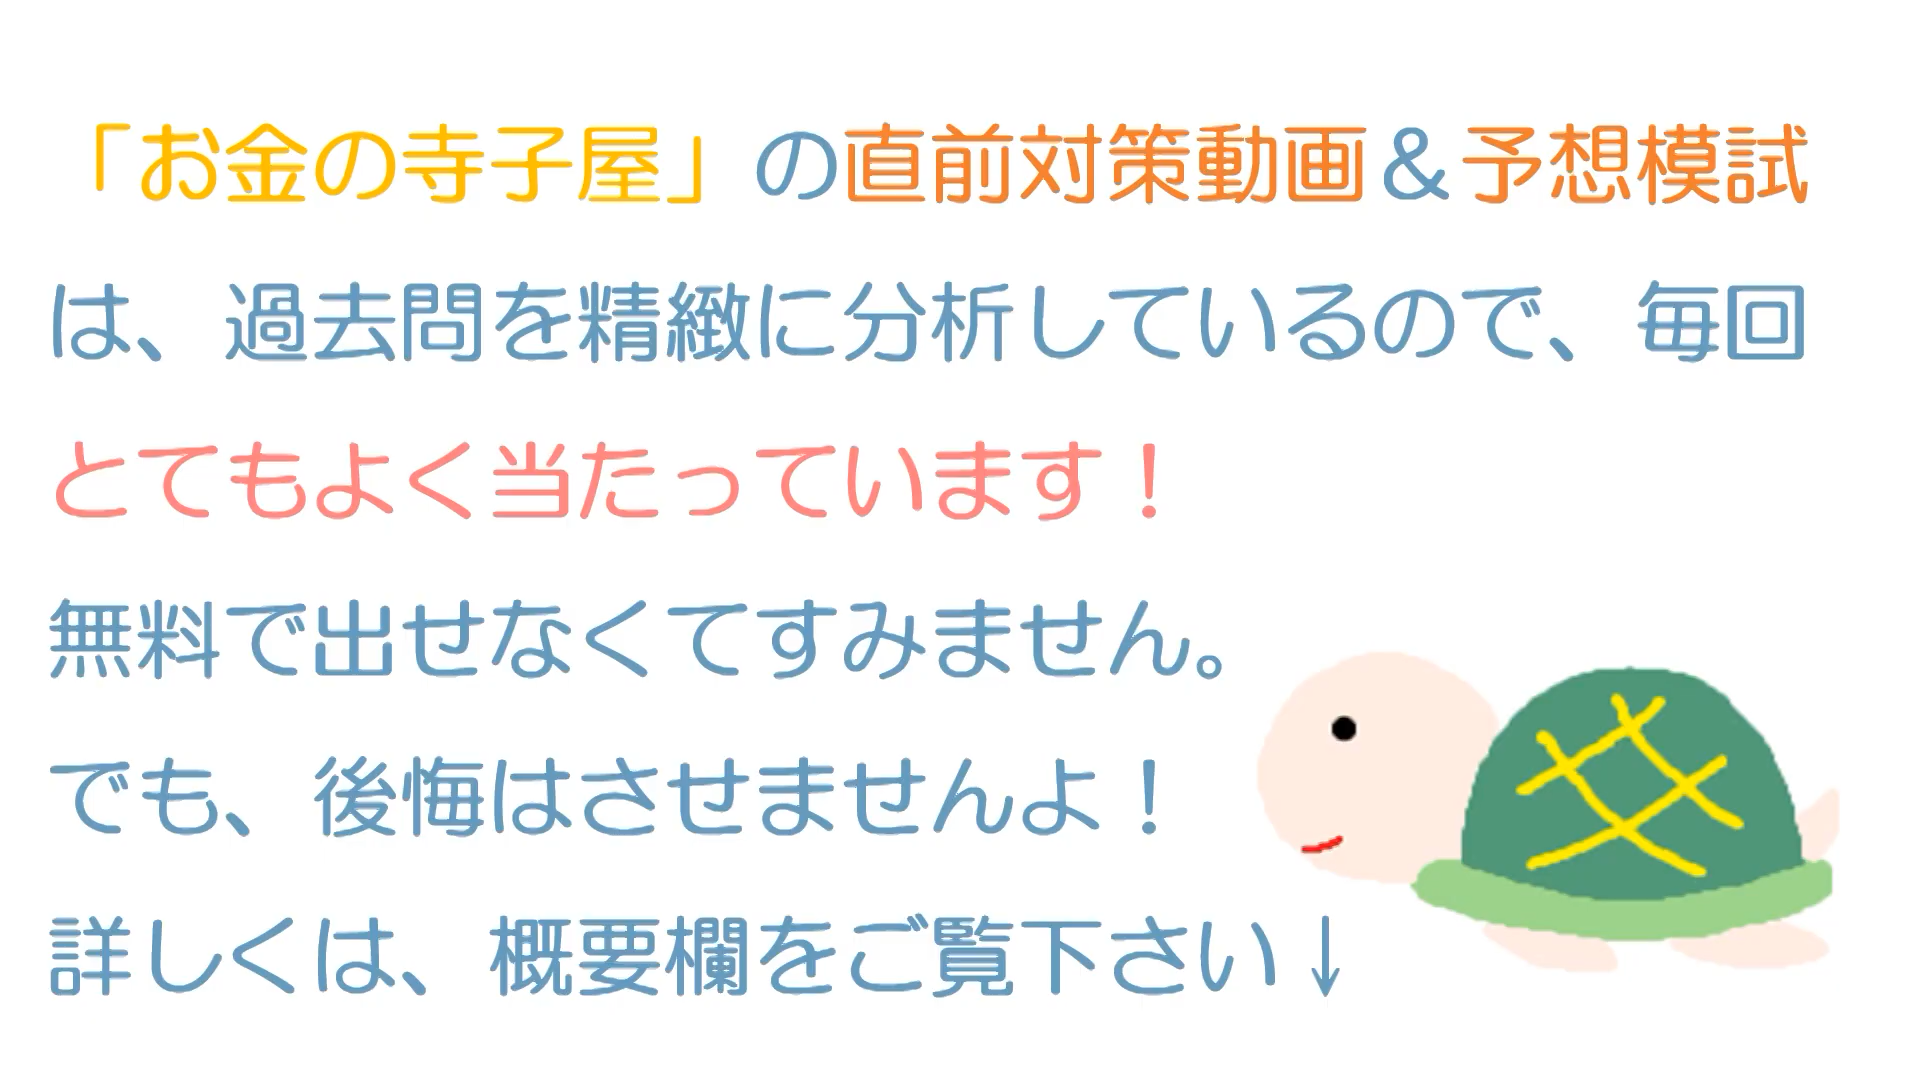 「お金の寺子屋」の直前対策動画＆予想模試
は、過去問を精緻に分析しているので、毎回
とてもよく当たっています！
無料で出せなくてすみません。
でも、後悔はさせませんよ！
詳しくは、概要欄をご覧下さい↓